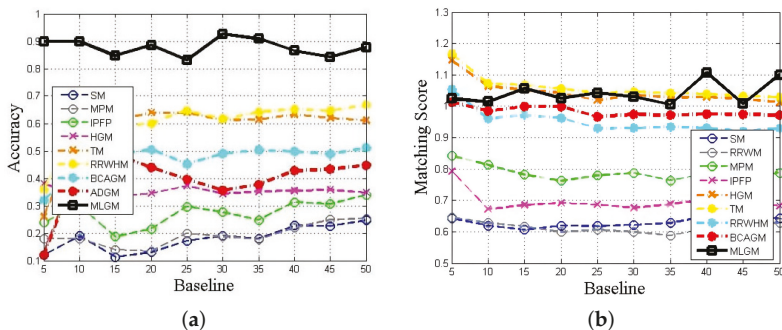 a
1
0.9
0.8
0.7
0.6
0.5
0.4
0.3
0.2
0.1
Accuracy
SM
MPM
IPFP
HGM
TM
RRWHM
BCAGM
ADGM
MLGM
5 10 15 20 25 30 35 40 45 50
Baseline
(a)
b
1.3
1.2
1.1
1
0.9
0.8
0.7
0.6
0.5
Matching Score
SM
RRWM
MPM
IPFP
HGM
TM
RRWHM
BCAGM
MLGM
5 10 15 20 25 30 35 40 45 50
Baseline
(b)